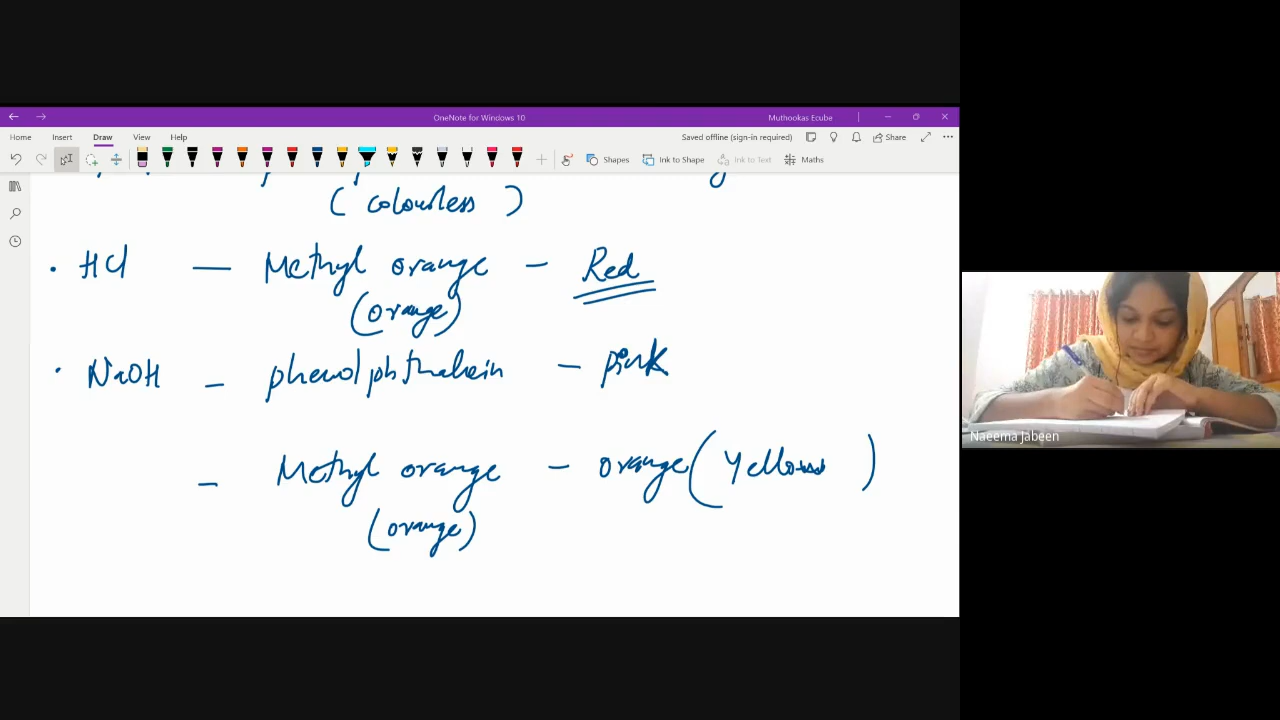 OneNote for Windows 10
Muthookas Ecube
Home Insert Draw View Help
Saved offline (sign-in required) Share
Shapes Ink to Shape Ink to Text Maths
( colourless )
. HCl — Methyl orange – Red
(orange)
. NaOH – phenolphthalein – pink
– Methyl orange – orange ( Yellow )
(orange)
Naeema Jabeen